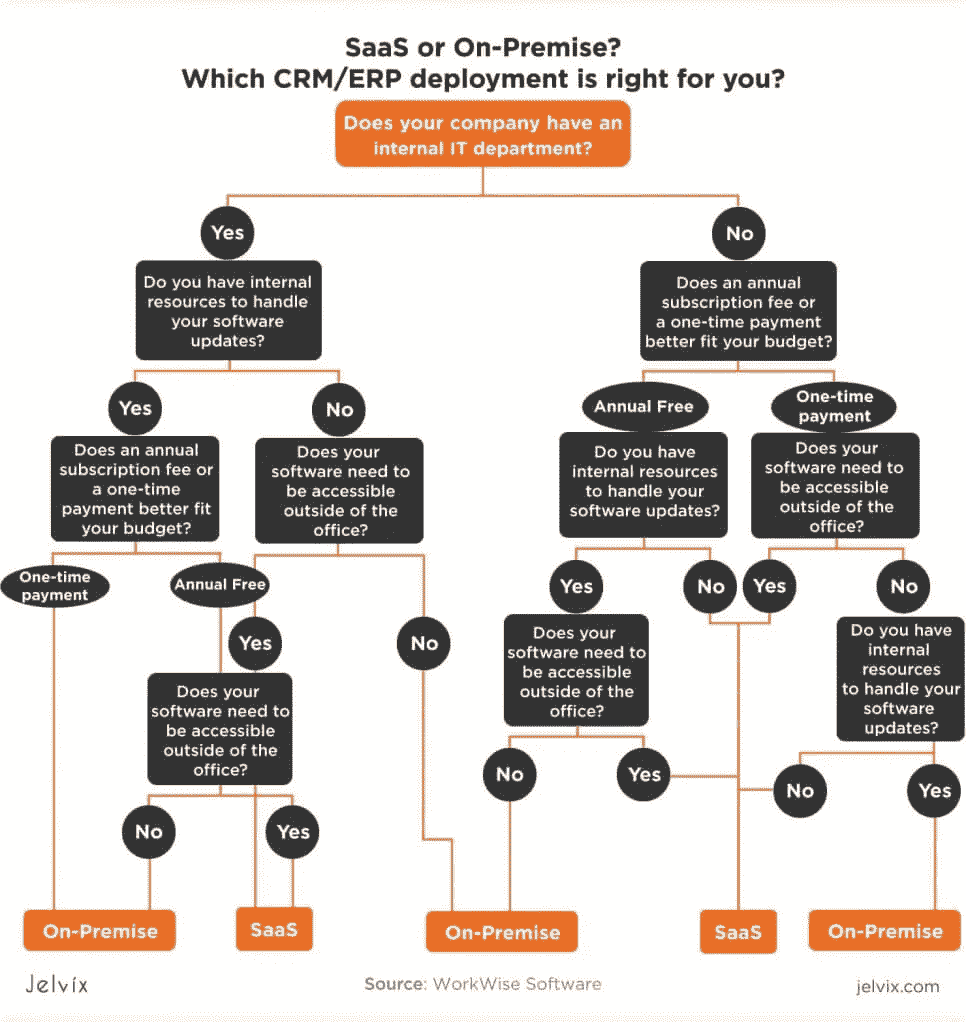 SaaS or On-Premise?
Which CRM/ERP deployment is right for you?
Does your company have an
internal IT department?
Yes
No
Do you have internal
resources to handle
your software
updates?
Does an annual
subscription fee or
a one-time payment
better fit your budget?
Yes
No
Annual Free
One-time
payment
Does an annual
subscription fee or
a one-time
payment better fit
your budget?
Does your
software need to
be accessible
outside of the
office?
Do you have
internal resources
to handle your
software updates?
Does your
software need to
be accessible
outside of the
office?
One-time
payment
Annual Free
Yes
No
Yes
No
Yes
No
Does your
software need to
be accessible
outside of the
office?
Does your
software need to
be accessible
outside of the
office?
Do you have
internal
resources
to handle your
software
updates?
No
Yes
No
Yes
No
Yes
On-Premise
SaaS
On-Premise
SaaS
On-Premise
Jelvix
Source: WorkWise Software
jelvix.com